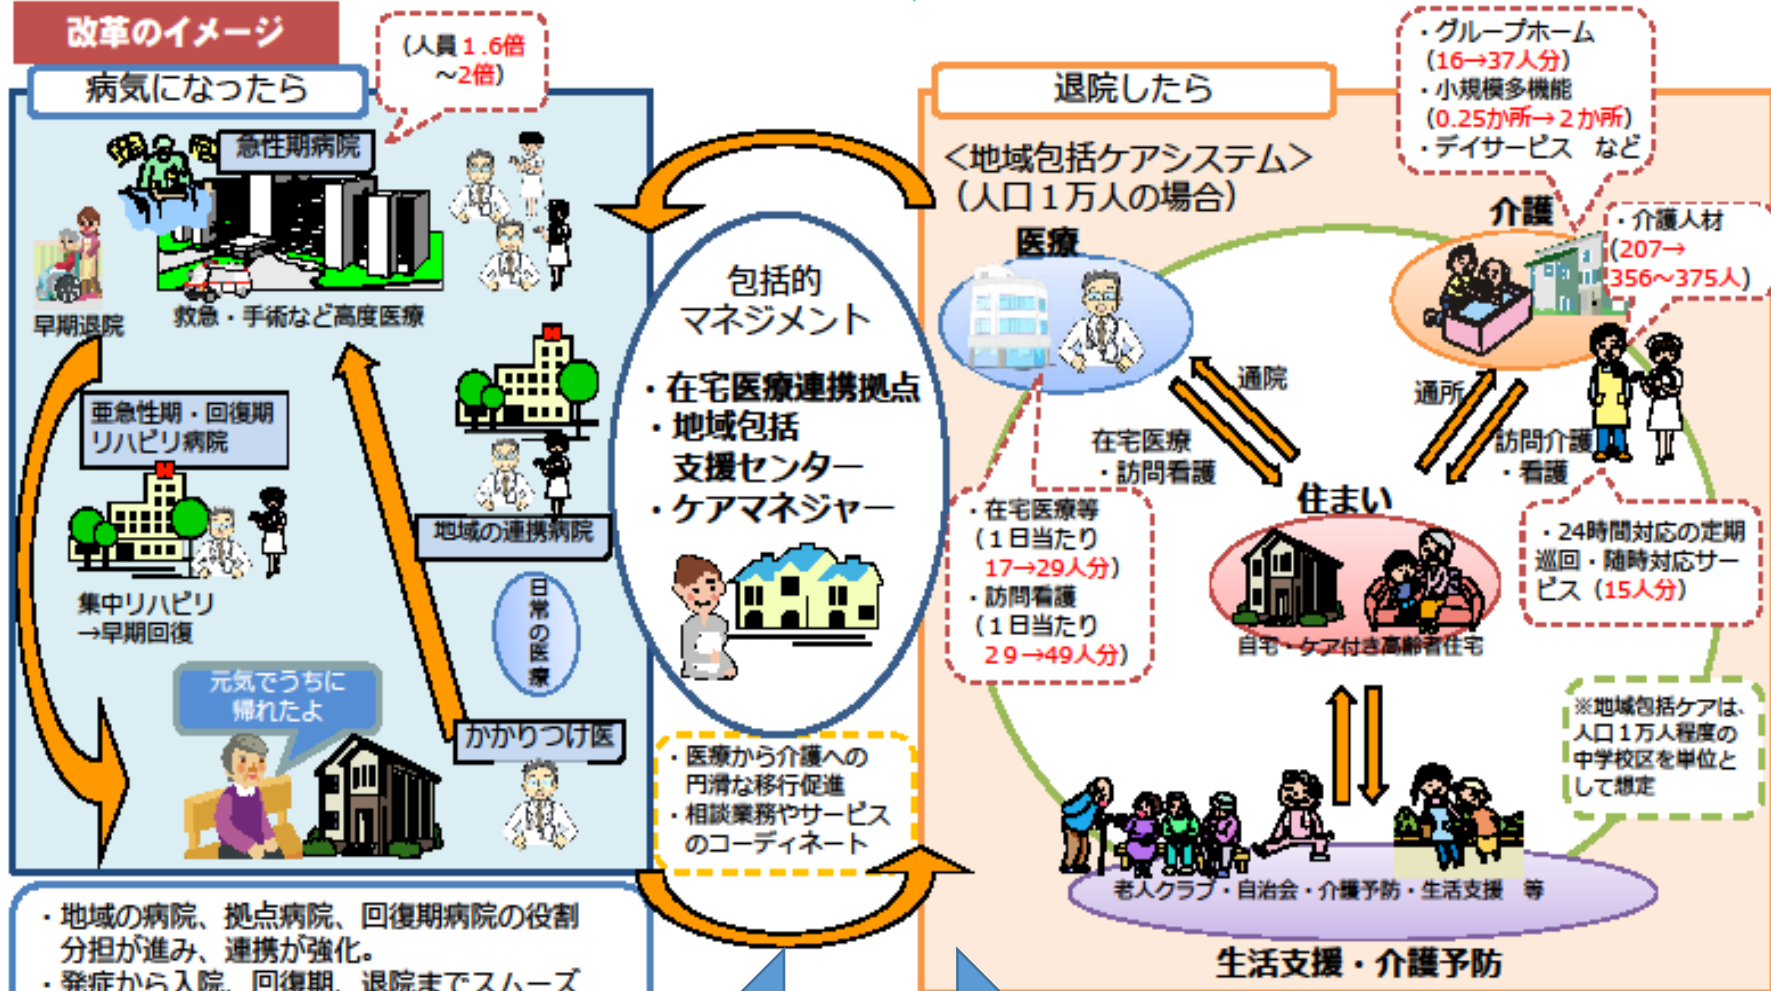 改革のイメージ
(人員1.6倍
～2倍)
病気になったら
急性期病院
救急・手術など高度医療
早期退院
亜急性期・回復期
リハビリ病院
集中リハビリ
→早期回復
地域の連携病院
日常の医療
元気でうちに
帰れたよ
かかりつけ医
・地域の病院、拠点病院、回復期病院の役割
分担が進み、連携が強化。
・発症から入院、回復期、退院までスムーズ
包括的
マネジメント
・在宅医療連携拠点
・地域包括
支援センター
・ケアマネジャー
・医療から介護への
円滑な移行促進
・相談業務やサービス
のコーディネート
退院したら
＜地域包括ケアシステム＞
(人口1万人の場合)
・グループホーム
(16→37人分)
・小規模多機能
(0.25か所→2か所)
・デイサービス など
医療
介護
・介護人材
(207→
356～375人)
通院
在宅医療
・訪問看護
通所
訪問介護
・看護
・在宅医療等
(1日当たり
17→29人分)
・訪問看護
(1日当たり
29→49人分)
・24時間対応の定期
巡回・随時対応サー
ビス (15人分)
住まい
自宅・ケア付き高齢者住宅
※地域包括ケアは、
人口1万人程度の
中学校区を単位と
して想定
老人クラブ・自治会・介護予防・生活支援 等
生活支援・介護予防